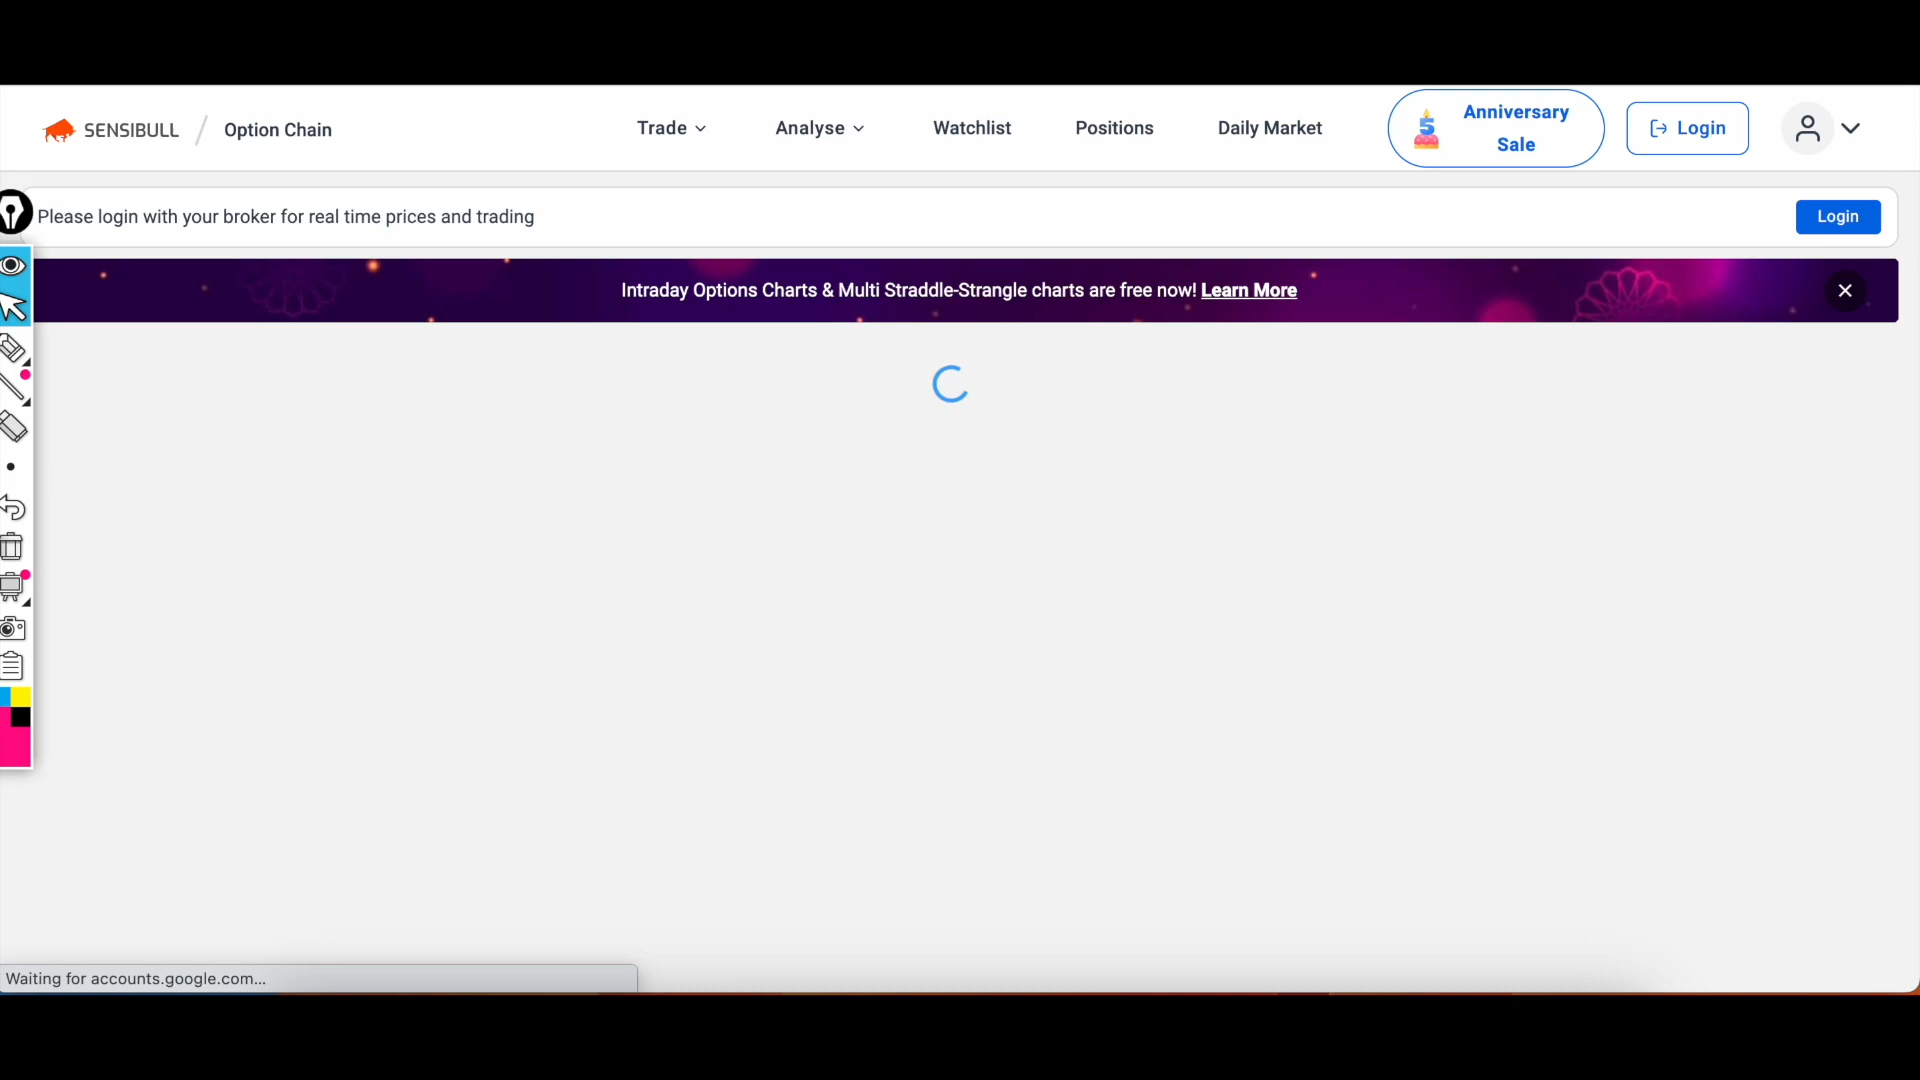 SENSIBULL / Option Chain
Trade
Analyse
Watchlist
Positions
Daily Market
5
Anniversary
Sale
Login
Please login with your broker for real time prices and trading
Login
Intraday Options Charts & Multi Straddle-Strangle charts are free now! Learn More
Waiting for accounts.google.com...